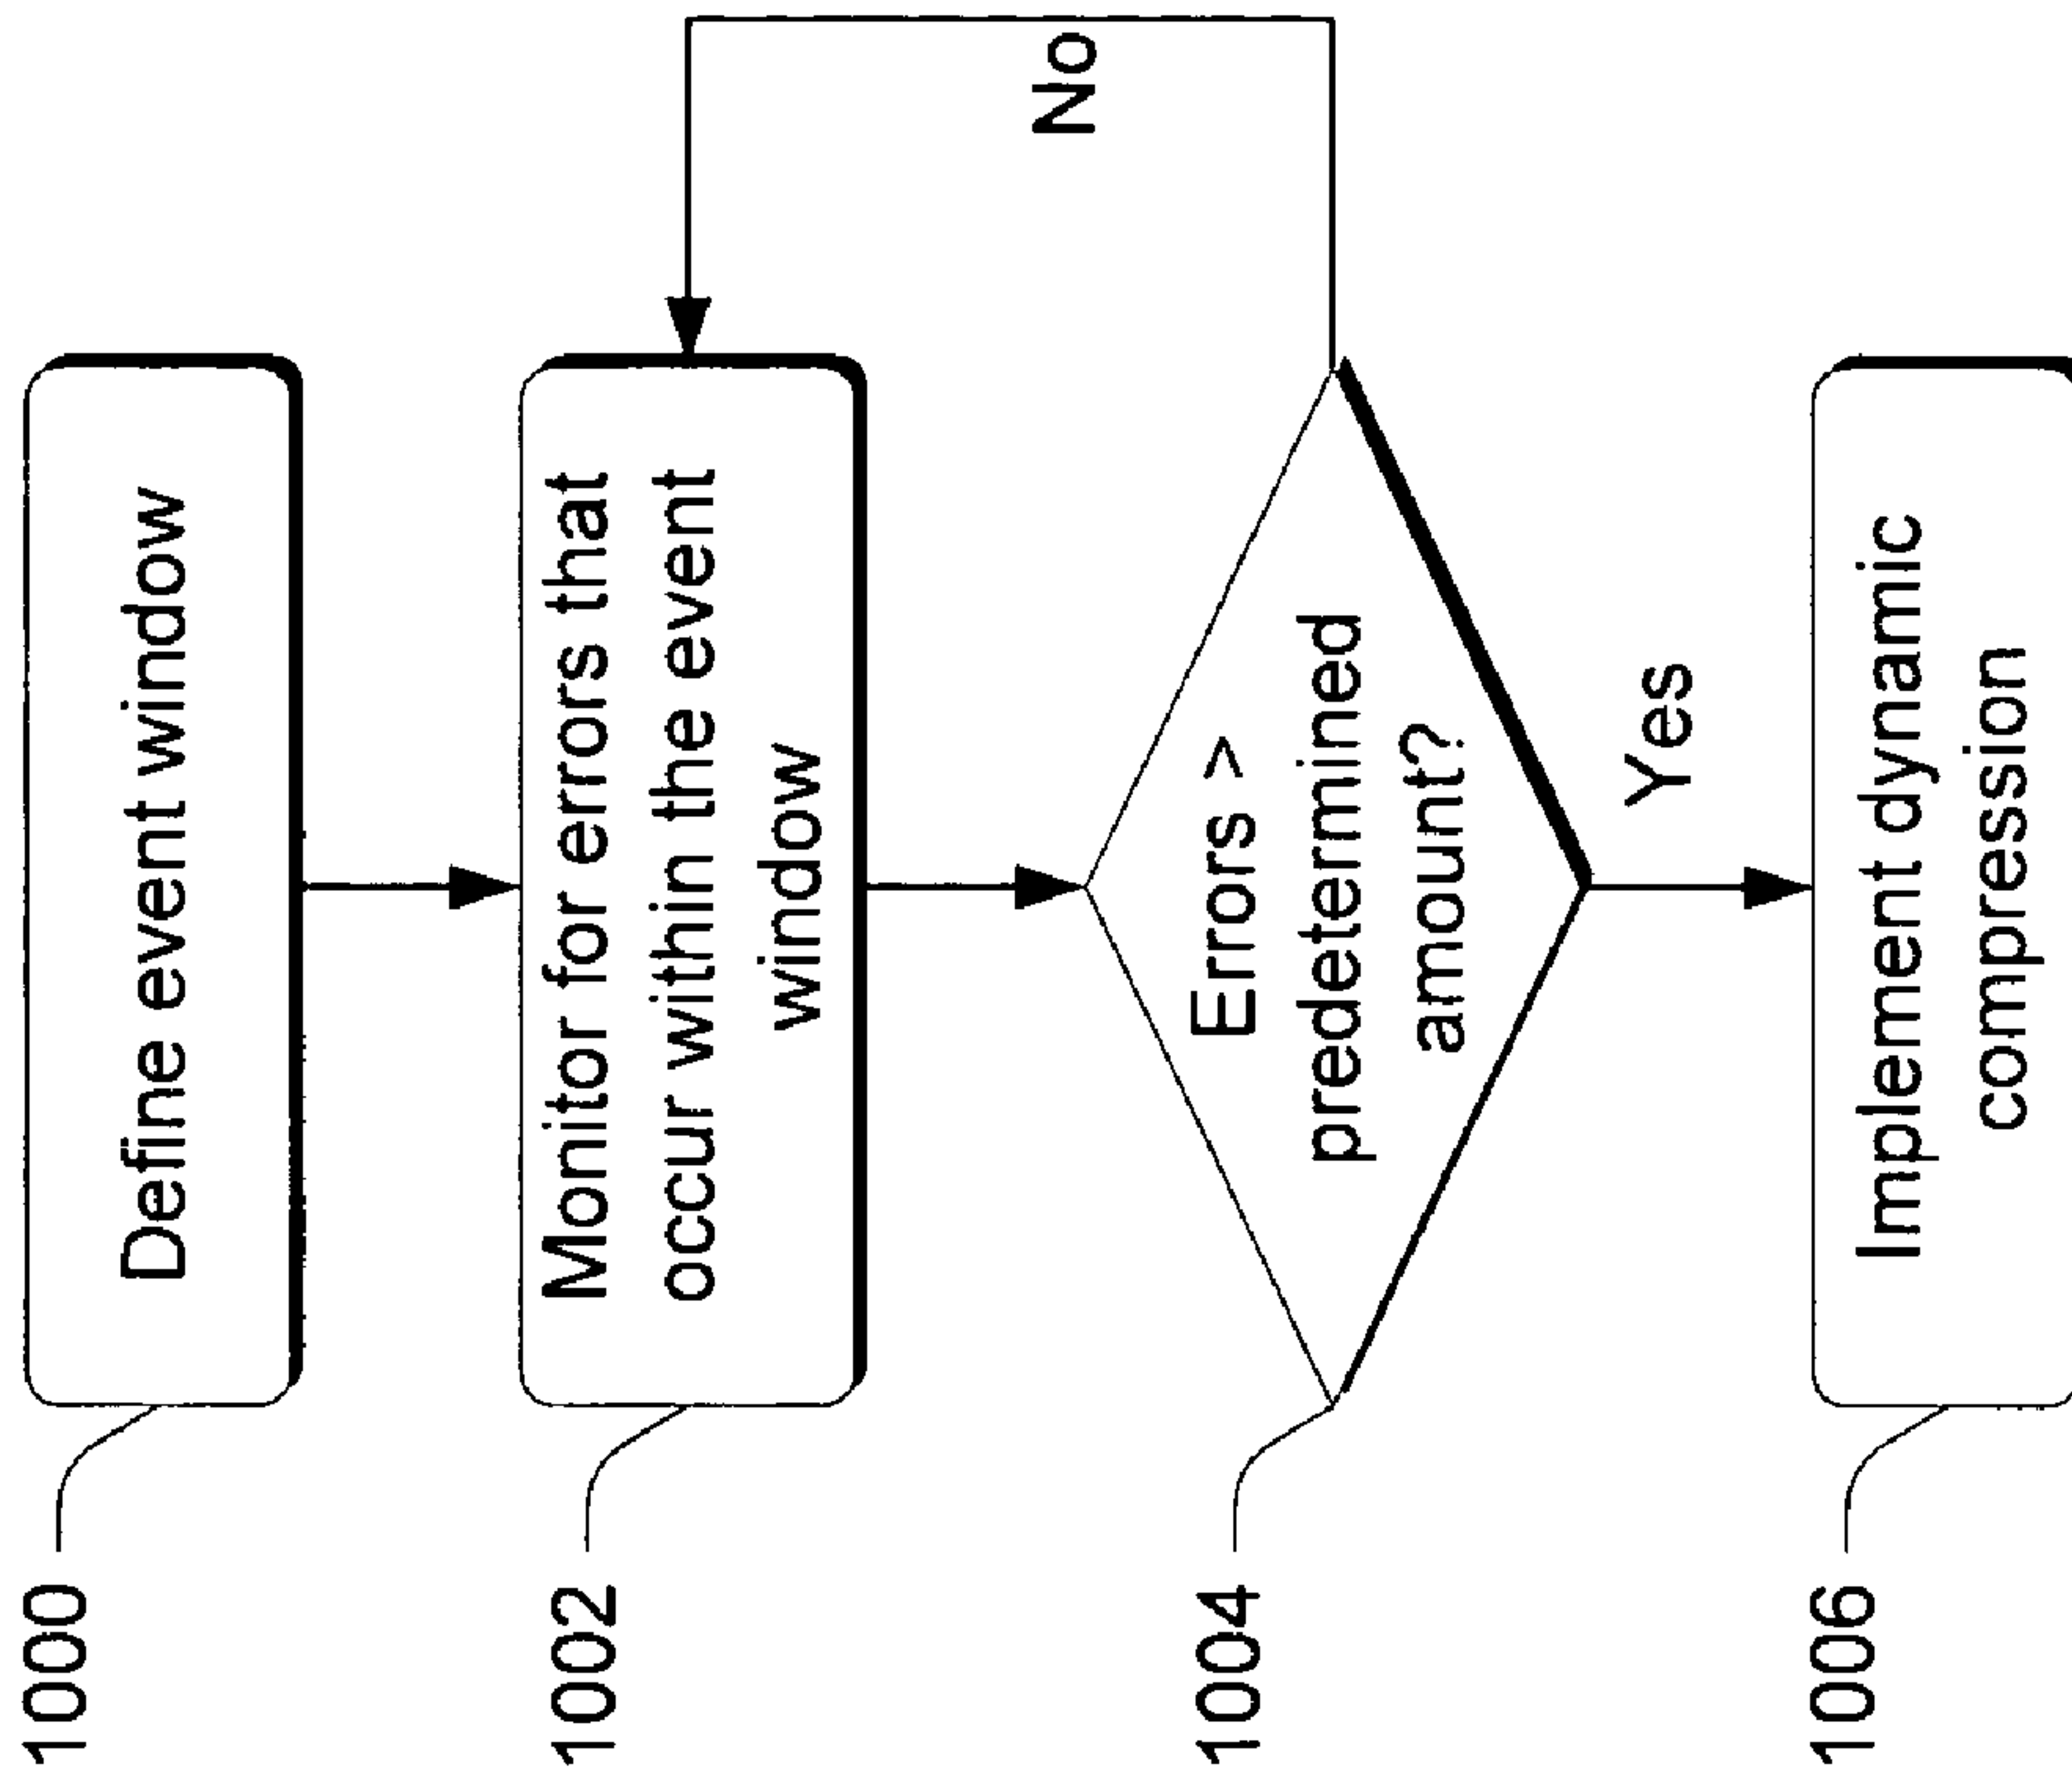 1000
Define event window
1002
Monitor for errors that
occur within the event
window
1004
Errors >
predetermined
amount?
No
Yes
1006
Implement dynamic
compression